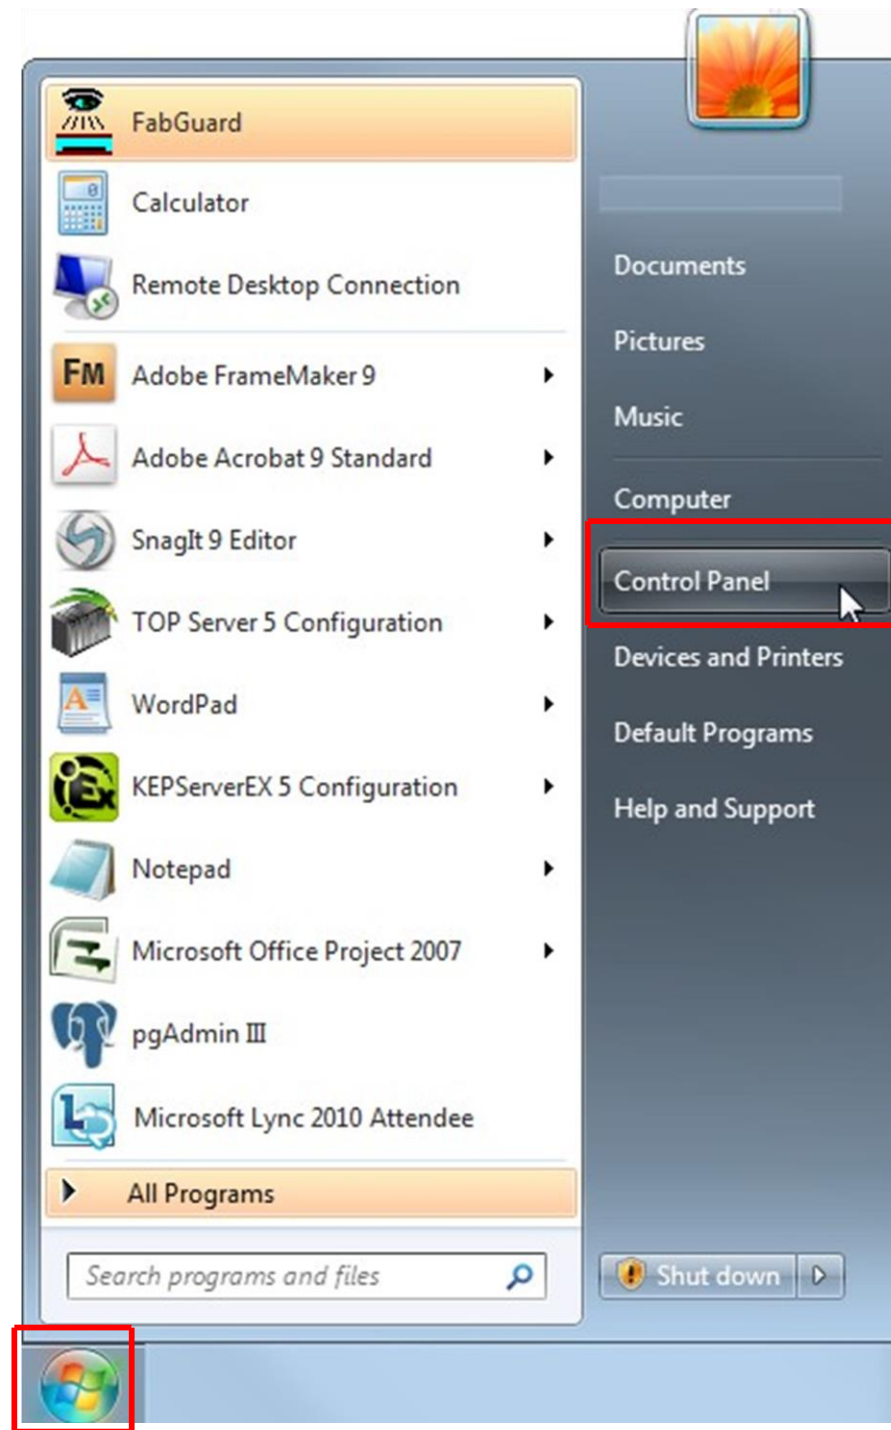 FabGuard
Calculator
Remote Desktop Connection
FM Adobe FrameMaker 9
Adobe Acrobat 9 Standard
SnagIt 9 Editor
TOP Server 5 Configuration
WordPad
KEPServerEX 5 Configuration
Notepad
Microsoft Office Project 2007
pgAdmin III
Microsoft Lync 2010 Attendee
All Programs
Search programs and files
Documents
Pictures
Music
Computer
Control Panel
Devices and Printers
Default Programs
Help and Support
Shut down